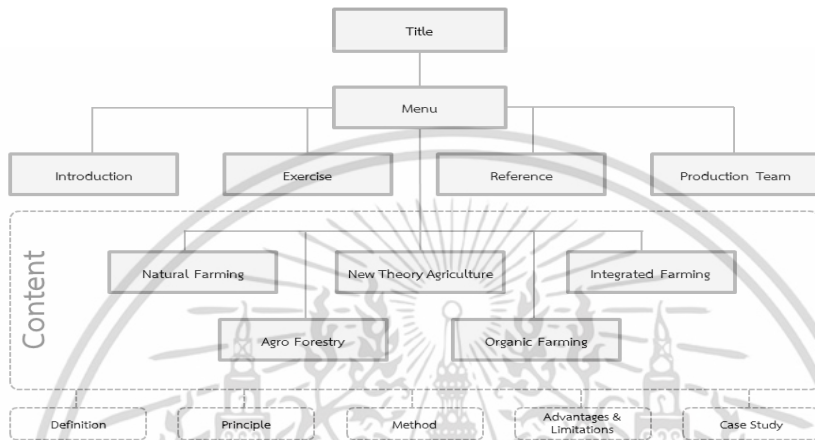 Title
Menu
Introduction
Exercise
Reference
Production Team
Content
Natural Farming
New Theory Agriculture
Integrated Farming
Agro Forestry
Organic Farming
Definition
Principle
Method
Advantages &
Limitations
Case Study